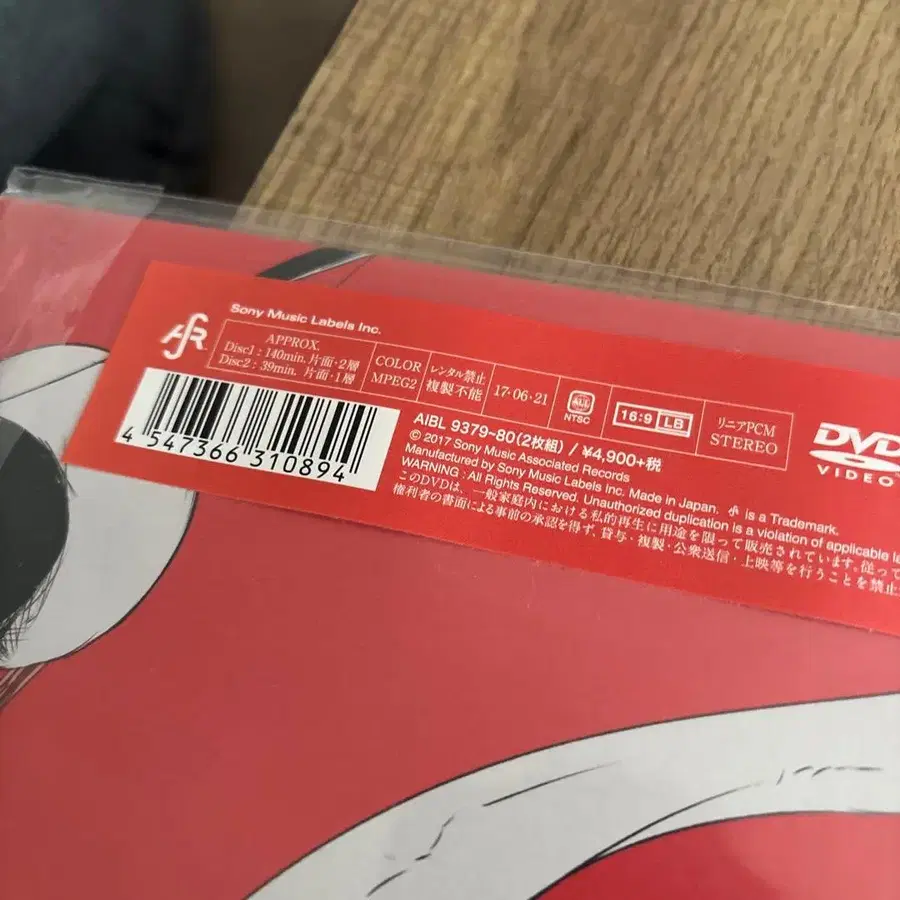 Sony Music Labels Inc.
APPROX.
Disc1 : 140min. 片面・2層
Disc2 : 39min. 片面・1層
COLOR
MPEG2
レンタル禁止
複製不能
17・06・21
ALL
NTSC
16:9 LB
リニアPCM
STEREO
DVD
VIDEO
4 547366 310894
AIBL 9379~80(2枚組) / ¥4,900+税
Ⓒ 2017 Sony Music Associated Records
Manufactured by Sony Music Labels Inc. Made in Japan. is a Trademark.
WARNING : All Rights Reserved. Unauthorized duplication is a violation of applicable la
このDVDは、一般家庭内における私的再生に用途を限って販売されています。従って
権利者の書面による事前の承認を得ず、貸与・複製・公衆送信・上映等を行うことを禁止